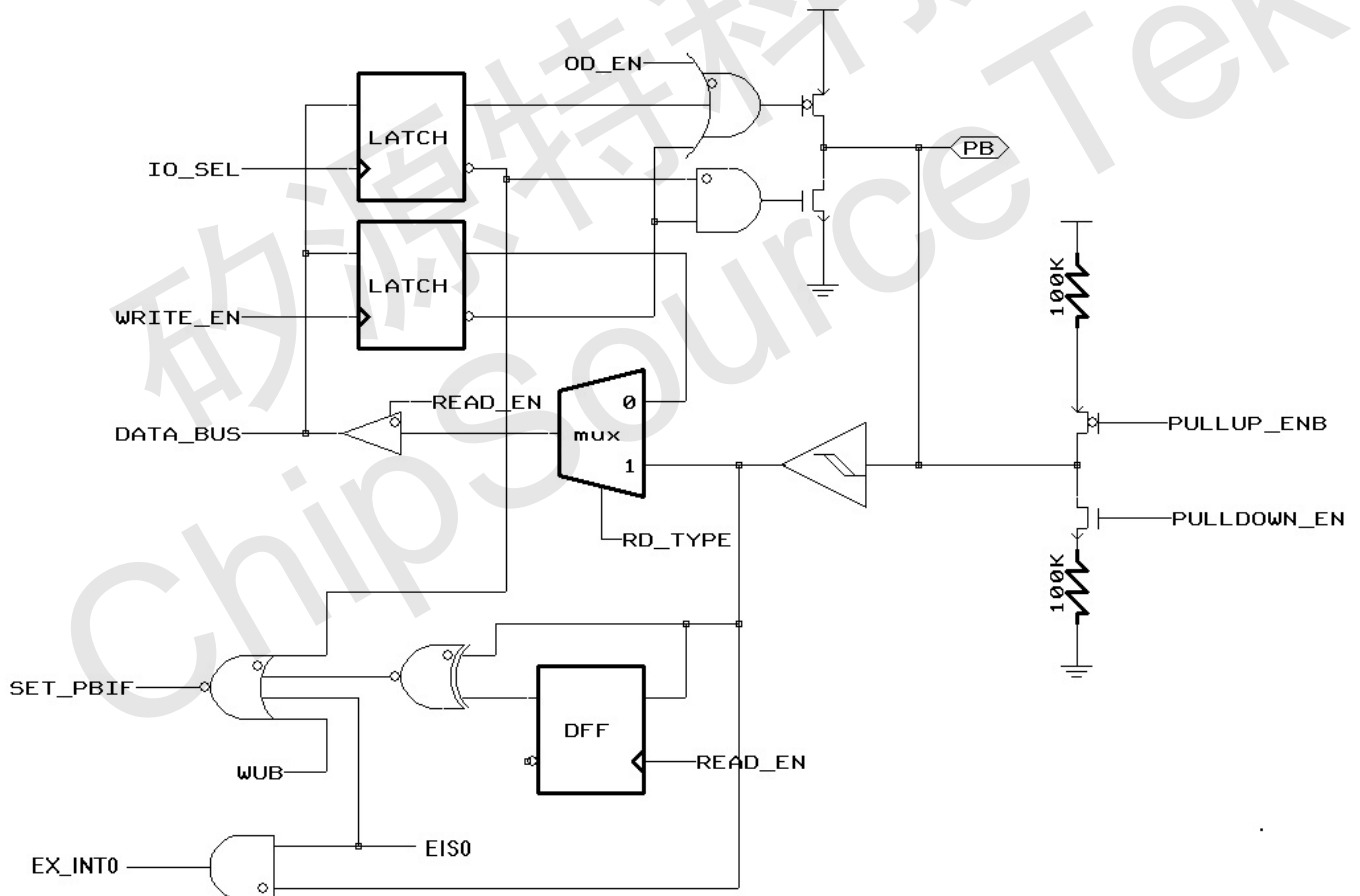 矽源特科
ChipSourceTek
OD_EN
LATCH
IO_SEL
PB
LATCH
WRITE_EN
100K
READ_EN
0
DATA_BUS
mux
PULLUP_ENB
1
PULLDOWN_EN
RD_TYPE
100K
SET_PBIF
DFF
WUB
READ_EN
EX_INT0
EIS0